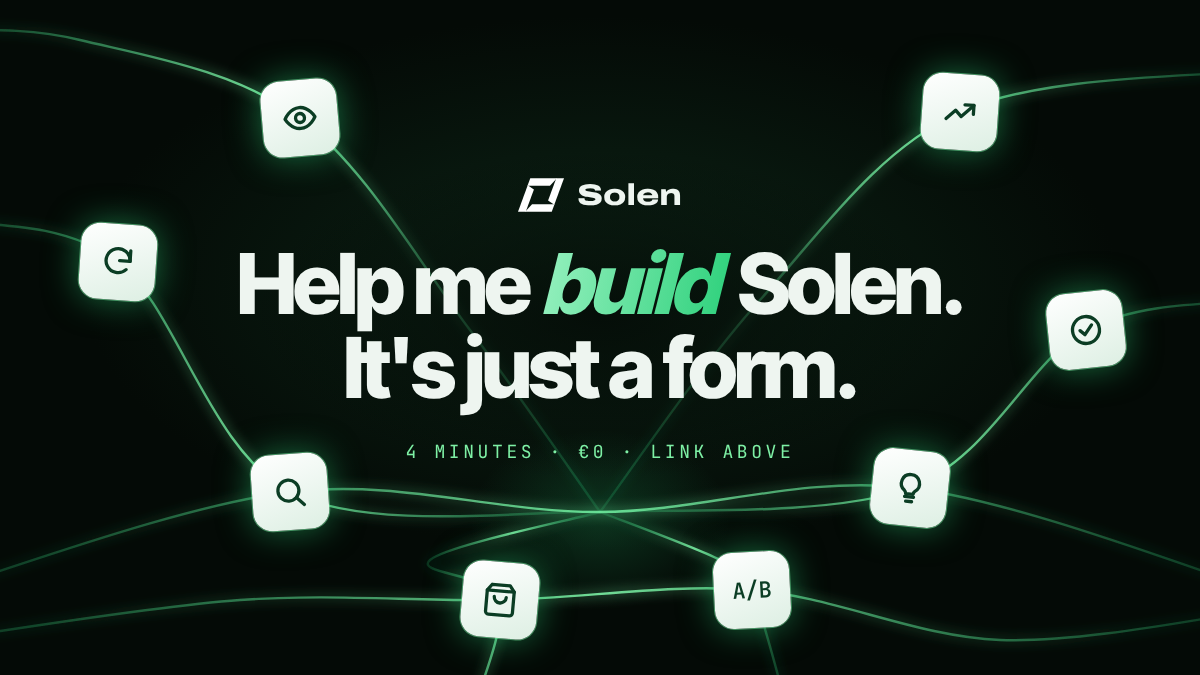 Solen
Help me build Solen.
It's just a form.
4 MINUTES · €0 · LINK ABOVE
A/B